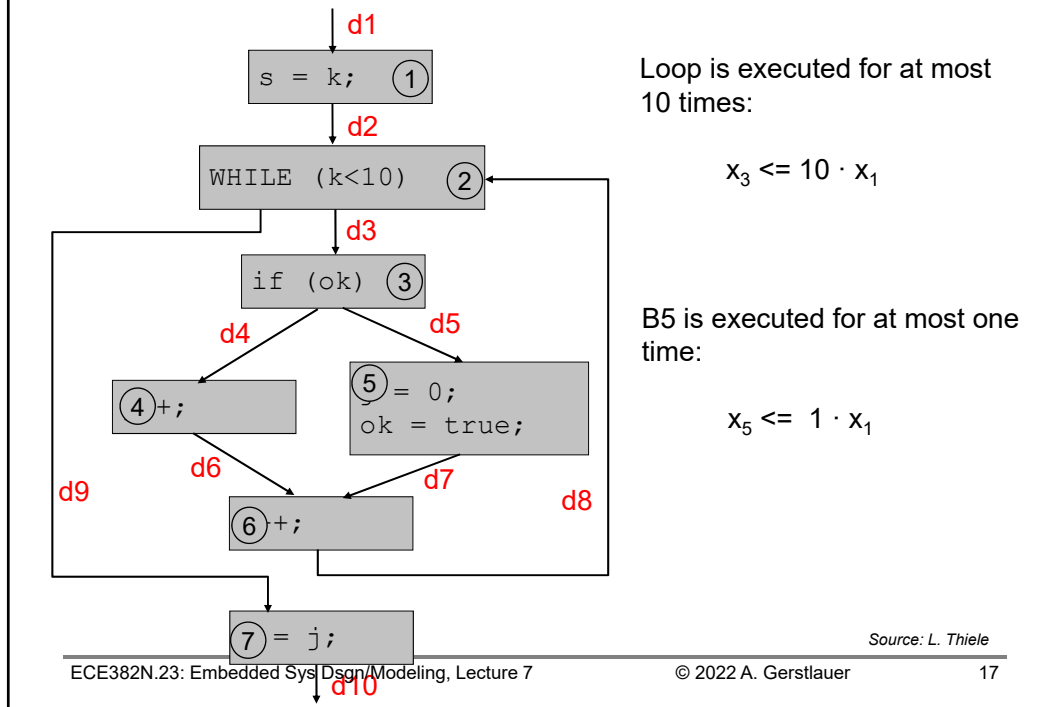 d1
s = k; 1
d2
WHILE (k<10) 2
d3
if (ok) 3
d4
d5
4 +;
5 = 0;
ok = true;
d6
d7
d9
d8
6 +;
7 = j;
d10
Loop is executed for at most
10 times:
x₃ <= 10 · x₁
B5 is executed for at most one
time:
x₅ <= 1 · x₁
Source: L. Thiele
ECE382N.23: Embedded Sys Dsgn/Modeling, Lecture 7 © 2022 A. Gerstlauer 17